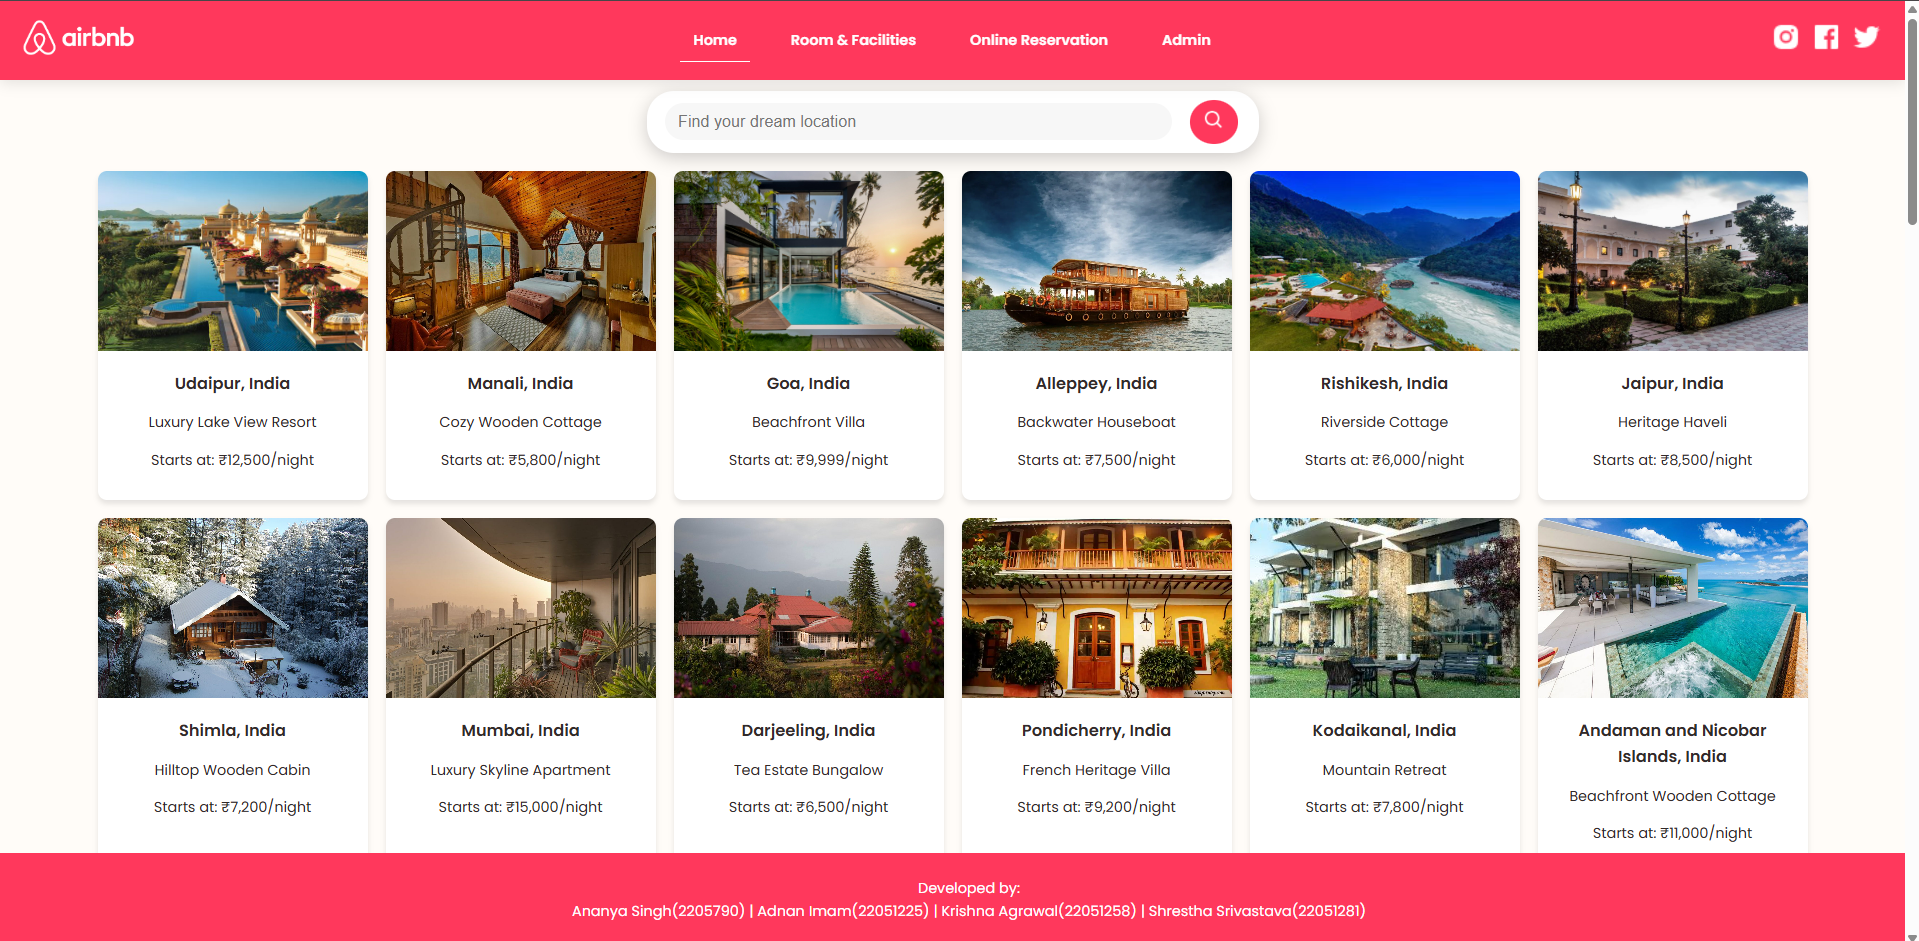 airbnb
Home
Room & Facilities
Online Reservation
Admin
Find your dream location
Udaipur, India
Luxury Lake View Resort
Starts at: ₹12,500/night
Manali, India
Cozy Wooden Cottage
Starts at: ₹5,800/night
Goa, India
Beachfront Villa
Starts at: ₹9,999/night
Alleppey, India
Backwater Houseboat
Starts at: ₹7,500/night
Rishikesh, India
Riverside Cottage
Starts at: ₹6,000/night
Jaipur, India
Heritage Haveli
Starts at: ₹8,500/night
Shimla, India
Hilltop Wooden Cabin
Starts at: ₹7,200/night
Mumbai, India
Luxury Skyline Apartment
Starts at: ₹15,000/night
Darjeeling, India
Tea Estate Bungalow
Starts at: ₹6,500/night
Pondicherry, India
French Heritage Villa
Starts at: ₹9,200/night
Kodaikanal, India
Mountain Retreat
Starts at: ₹7,800/night
Andaman and Nicobar
Islands, India
Beachfront Wooden Cottage
Starts at: ₹11,000/night
Developed by:
Ananya Singh(2205790) | Adnan Imam(22051225) | Krishna Agrawal(22051258) | Shrestha Srivastava(22051281)